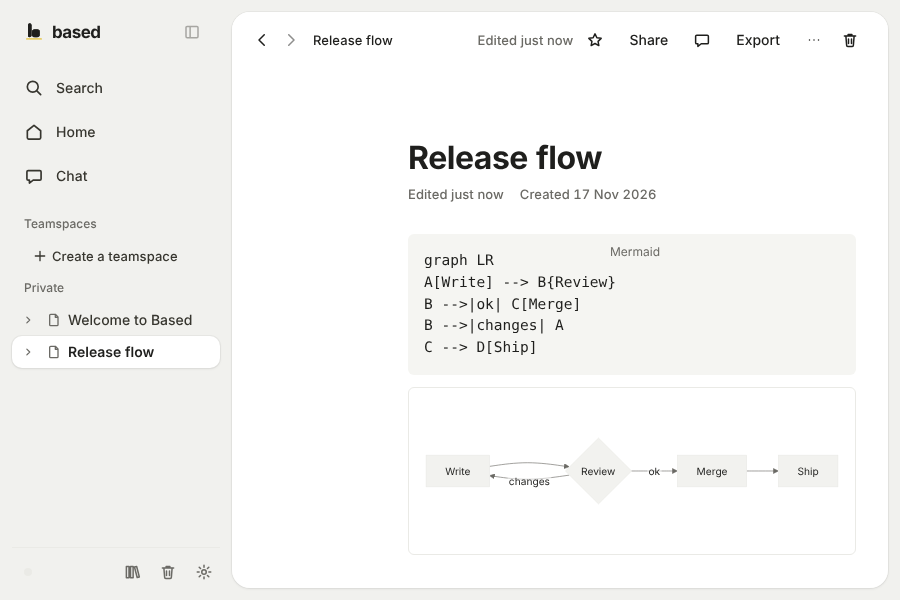 based
Search
Home
Chat
Teamspaces
Create a teamspace
Private
Welcome to Based
Release flow
Release flow
Edited just now
Share
Export
Release flow
Edited just now Created 17 Nov 2026
Mermaid
graph LR
A[Write] --> B{Review}
B -->|ok| C[Merge]
B -->|changes| A
C --> D[Ship]
Write
changes
Review
ok
Merge
Ship